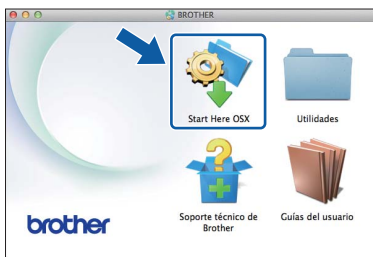 BROTHER
Start Here OSX
Utilidades
Soporte técnico de
Brother
Guías del usuario
brother